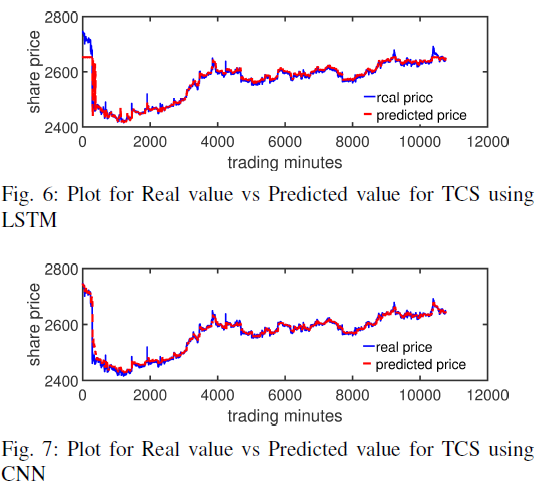 2800
2600
2400
share price
real price
predicted price
0 2000 4000 6000 8000 10000 12000
trading minutes
Fig. 6: Plot for Real value vs Predicted value for TCS using
LSTM
2800
2600
2400
share price
real price
predicted price
0 2000 4000 6000 8000 10000 12000
trading minutes
Fig. 7: Plot for Real value vs Predicted value for TCS using
CNN